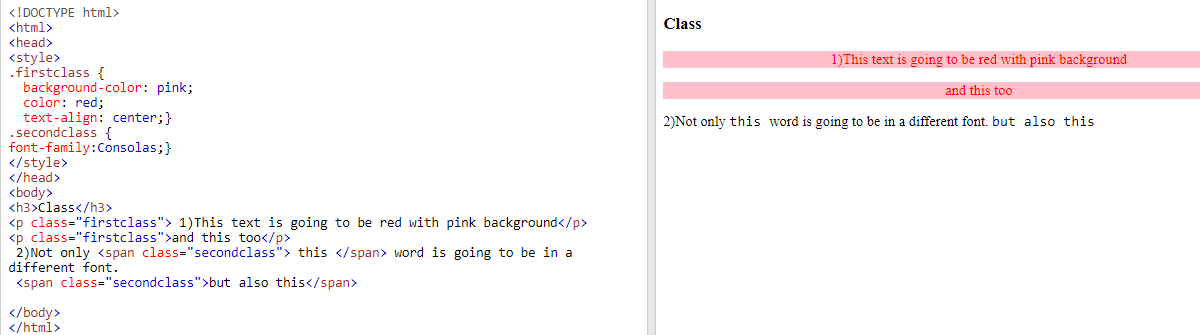 <!DOCTYPE html>
<html>
<head>
<style>
.firstclass {
  background-color: pink;
  color: red;
  text-align: center;}
.secondclass {
font-family:Consolas;}
</style>
</head>
<body>
<h3>Class</h3>
<p class="firstclass"> 1)This text is going to be red with pink background</p>
<p class="firstclass">and this too</p>
 2)Not only <span class="secondclass"> this </span> word is going to be in a
different font.
 <span class="secondclass">but also this</span>

</body>
</html>
Class
1)This text is going to be red with pink background
and this too
2)Not only this word is going to be in a different font. but also this